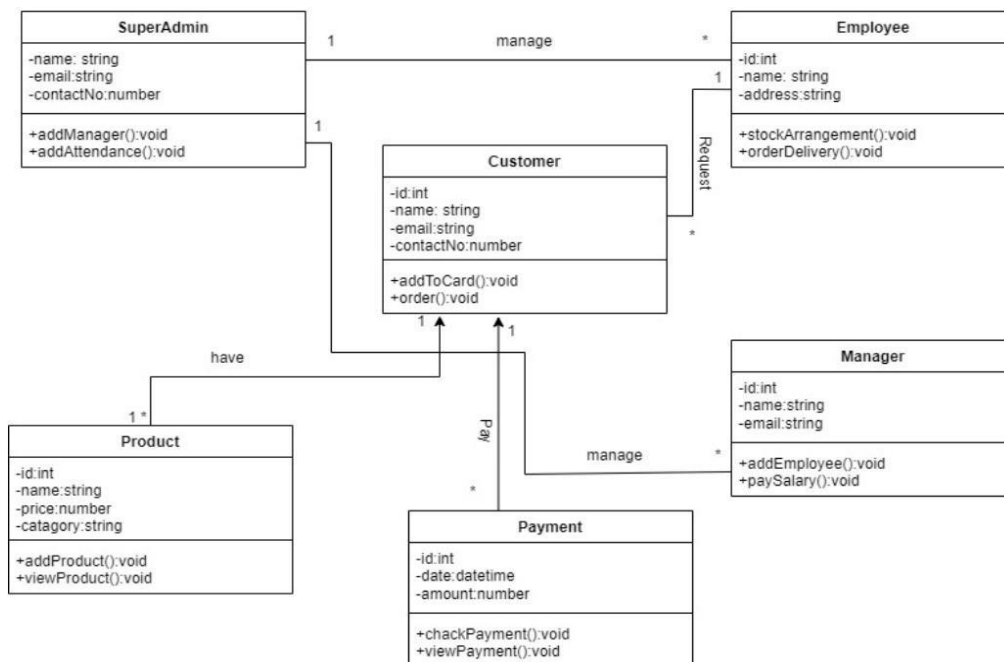 SuperAdmin
-name: string
-email:string
-contactNo:number
+addManager():void
+addAttendance():void
1
manage
*
Employee
-id:int
-name: string
-address:string
+stockArrangement():void
+orderDelivery():void
1
Request
*
1
Customer
-id:int
-name: string
-email:string
-contactNo:number
+addToCard():void
+order():void
1
1
have
1 *
Pay
*
manage
*
Manager
-id:int
-name:string
-email:string
+addEmployee():void
+paySalary():void
Product
-id:int
-name:string
-price:number
-catagory:string
+addProduct():void
+viewProduct():void
Payment
-id:int
-date:datetime
-amount:number
+chackPayment():void
+viewPayment():void